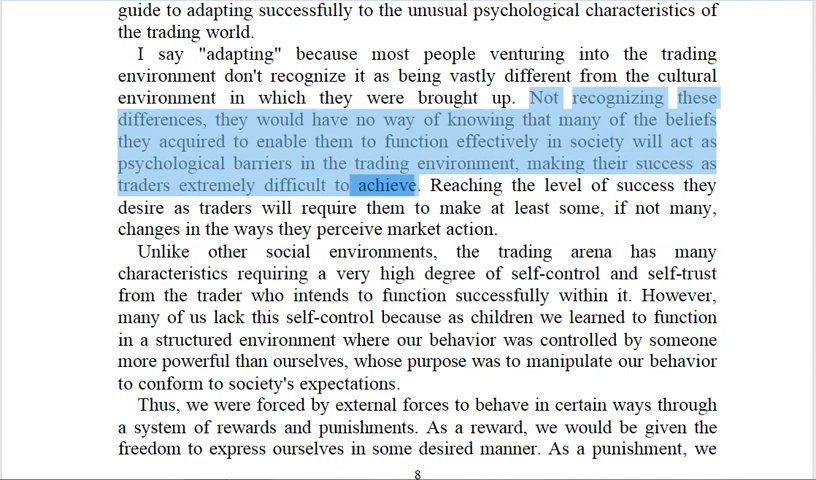 guide to adapting successfully to the unusual psychological characteristics of
the trading world.
I say "adapting" because most people venturing into the trading
environment don't recognize it as being vastly different from the cultural
environment in which they were brought up. Not recognizing these
differences, they would have no way of knowing that many of the beliefs
they acquired to enable them to function effectively in society will act as
psychological barriers in the trading environment, making their success as
traders extremely difficult to achieve. Reaching the level of success they
desire as traders will require them to make at least some, if not many,
changes in the ways they perceive market action.
Unlike other social environments, the trading arena has many
characteristics requiring a very high degree of self-control and self-trust
from the trader who intends to function successfully within it. However,
many of us lack this self-control because as children we learned to function
in a structured environment where our behavior was controlled by someone
more powerful than ourselves, whose purpose was to manipulate our behavior
to conform to society's expectations.
Thus, we were forced by external forces to behave in certain ways through
a system of rewards and punishments. As a reward, we would be given the
freedom to express ourselves in some desired manner. As a punishment, we
8